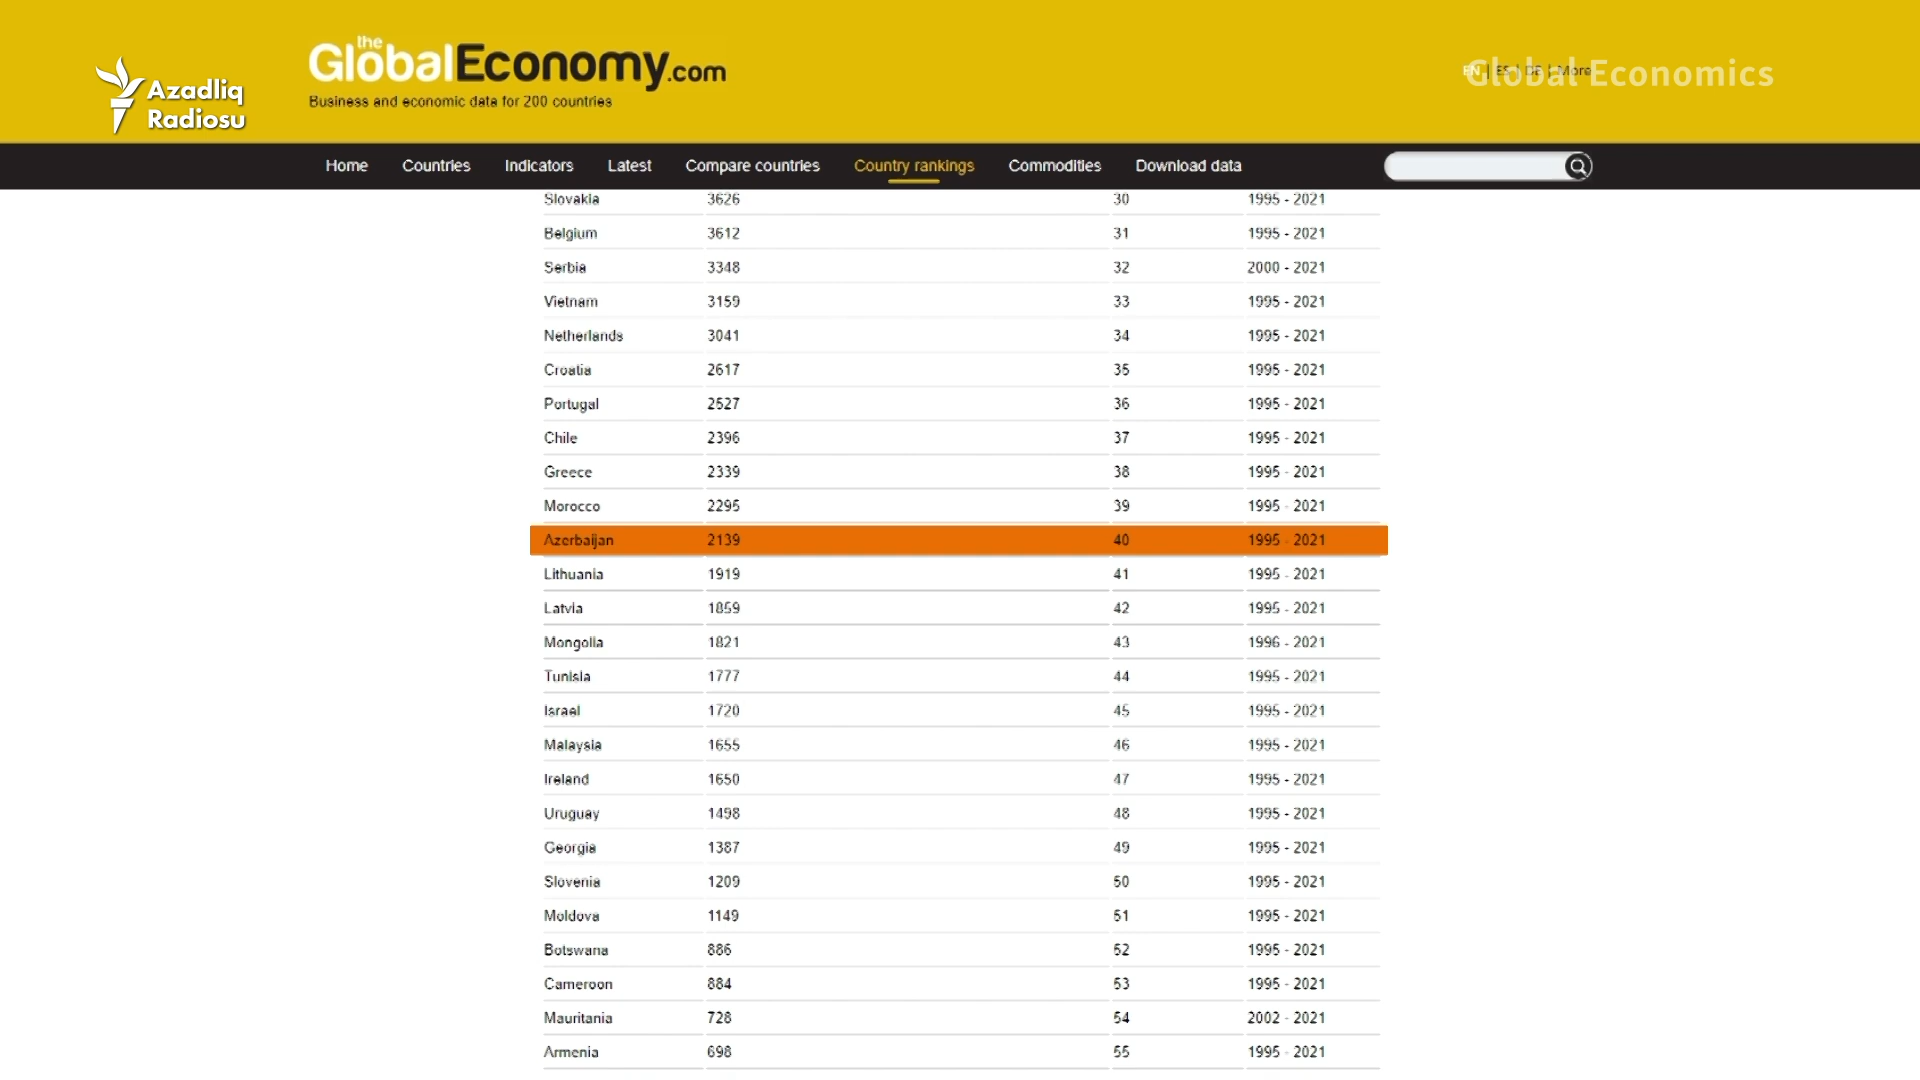 Azadlıq
Radiosu
theGlobalEconomy.com
Business and economic data for 200 countries
EN | ES | DE | More
Global Economics
Home Countries Indicators Latest Compare countries Country rankings Commodities Download data
Slovakia 3626 30 1995 - 2021
Belgium 3612 31 1995 - 2021
Serbia 3348 32 2000 - 2021
Vietnam 3159 33 1995 - 2021
Netherlands 3041 34 1995 - 2021
Croatia 2617 35 1995 - 2021
Portugal 2527 36 1995 - 2021
Chile 2396 37 1995 - 2021
Greece 2339 38 1995 - 2021
Morocco 2295 39 1995 - 2021
Azerbaijan 2139 40 1995 - 2021
Lithuania 1919 41 1995 - 2021
Latvia 1859 42 1995 - 2021
Mongolia 1821 43 1996 - 2021
Tunisia 1777 44 1995 - 2021
Israel 1720 45 1995 - 2021
Malaysia 1655 46 1995 - 2021
Ireland 1650 47 1995 - 2021
Uruguay 1498 48 1995 - 2021
Georgia 1387 49 1995 - 2021
Slovenia 1209 50 1995 - 2021
Moldova 1149 51 1995 - 2021
Botswana 886 52 1995 - 2021
Cameroon 884 53 1995 - 2021
Mauritania 728 54 2002 - 2021
Armenia 698 55 1995 - 2021